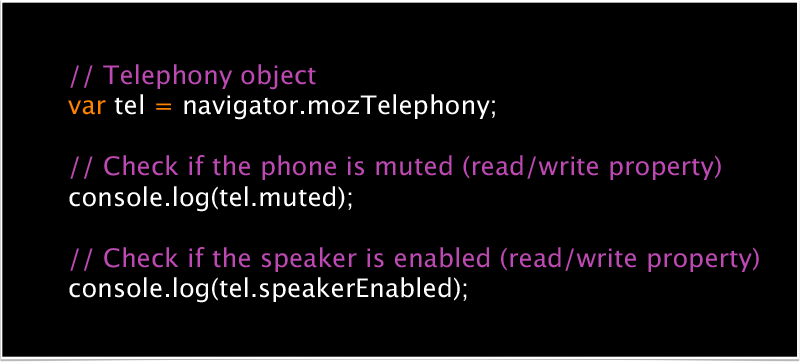 // Telephony object
var tel = navigator.mozTelephony;
// Check if the phone is muted (read/write property)
console.log(tel.muted);
// Check if the speaker is enabled (read/write property)
console.log(tel.speakerEnabled);